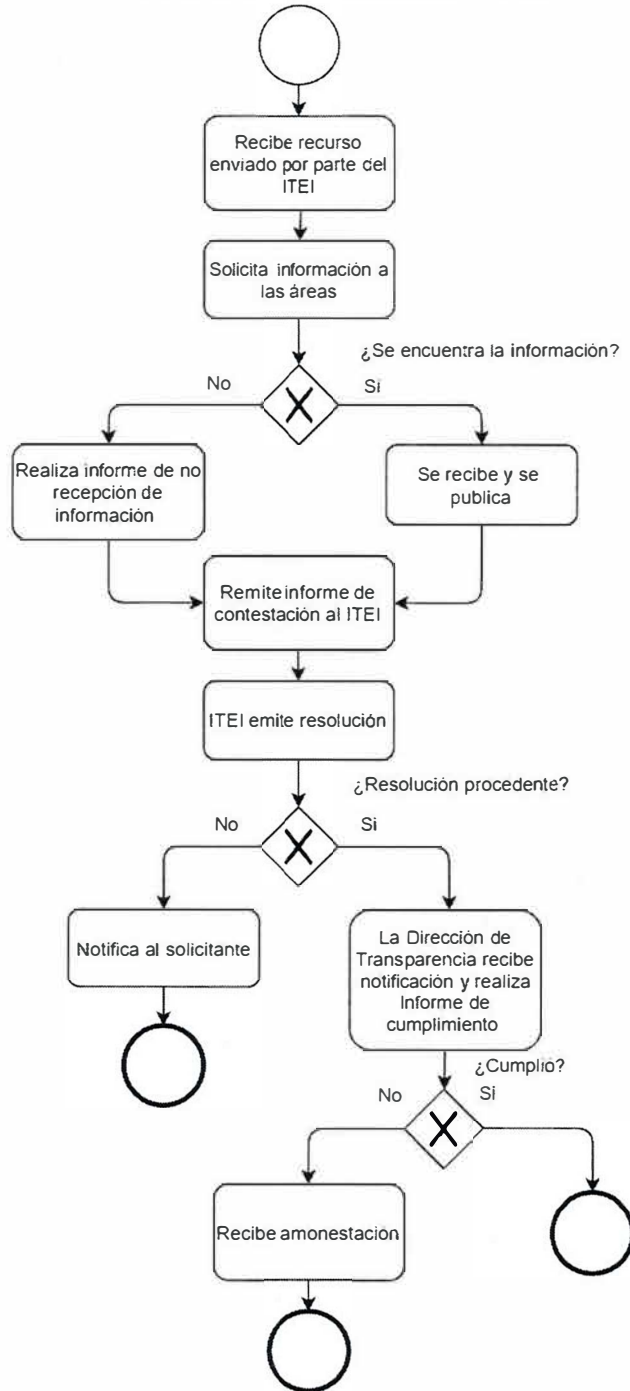 Recibe recurso
enviado por parte del
ITEI
Solicita información a
las áreas
¿Se encuentra la información?
No
Si
Realiza informe de no
recepción de
información
Se recibe y se
publica
Remite informe de
contestación al ITEI
ITEI emite resolución
¿Resolución procedente?
No
Si
Notifica al solicitante
La Dirección de
Transparencia recibe
notificación y realiza
Informe de
cumplimiento
¿Cumplió?
No
Si
Recibe amonestación